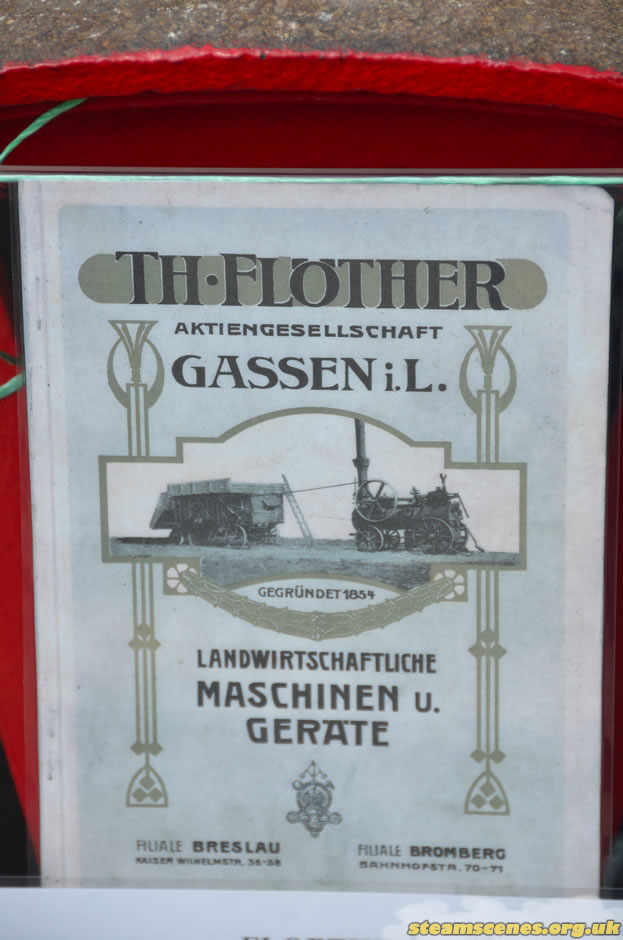 TH·FLÖTHER
AKTIENGESELLSCHAFT
GASSEN i.L.
GEGRÜNDET 1854
LANDWIRTSCHAFTLICHE
MASCHINEN U.
GERÄTE
FILIALE BRESLAU
KAISER WILHELMSTR. 36-38
FILIALE BROMBERG
BAHNHOFSTR. 70-71
steamscenes.org.uk